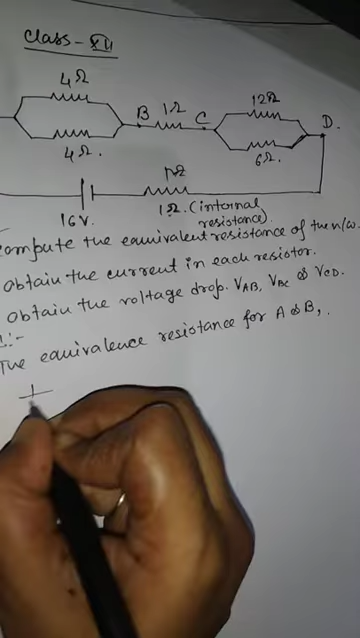 Class-XII
4Ω
4Ω.
B 1Ω C
12Ω
6Ω.
D.
16V.
1Ω
1Ω.(internal
resistance).
compute the equivalent resistance of the n/w.
obtain the current in each resistor.
obtain the voltage drop. VAB, VBC & VCD.
:-
The equivalence resistance for A & B,.